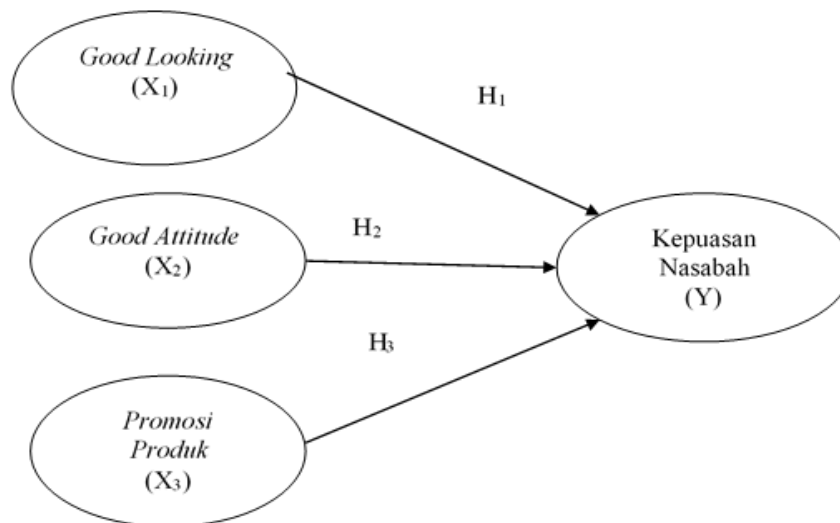 Good Looking
(X₁)
H₁
Good Attitude
(X₂)
H₂
Kepuasan
Nasabah
(Y)
H₃
Promosi
Produk
(X₃)